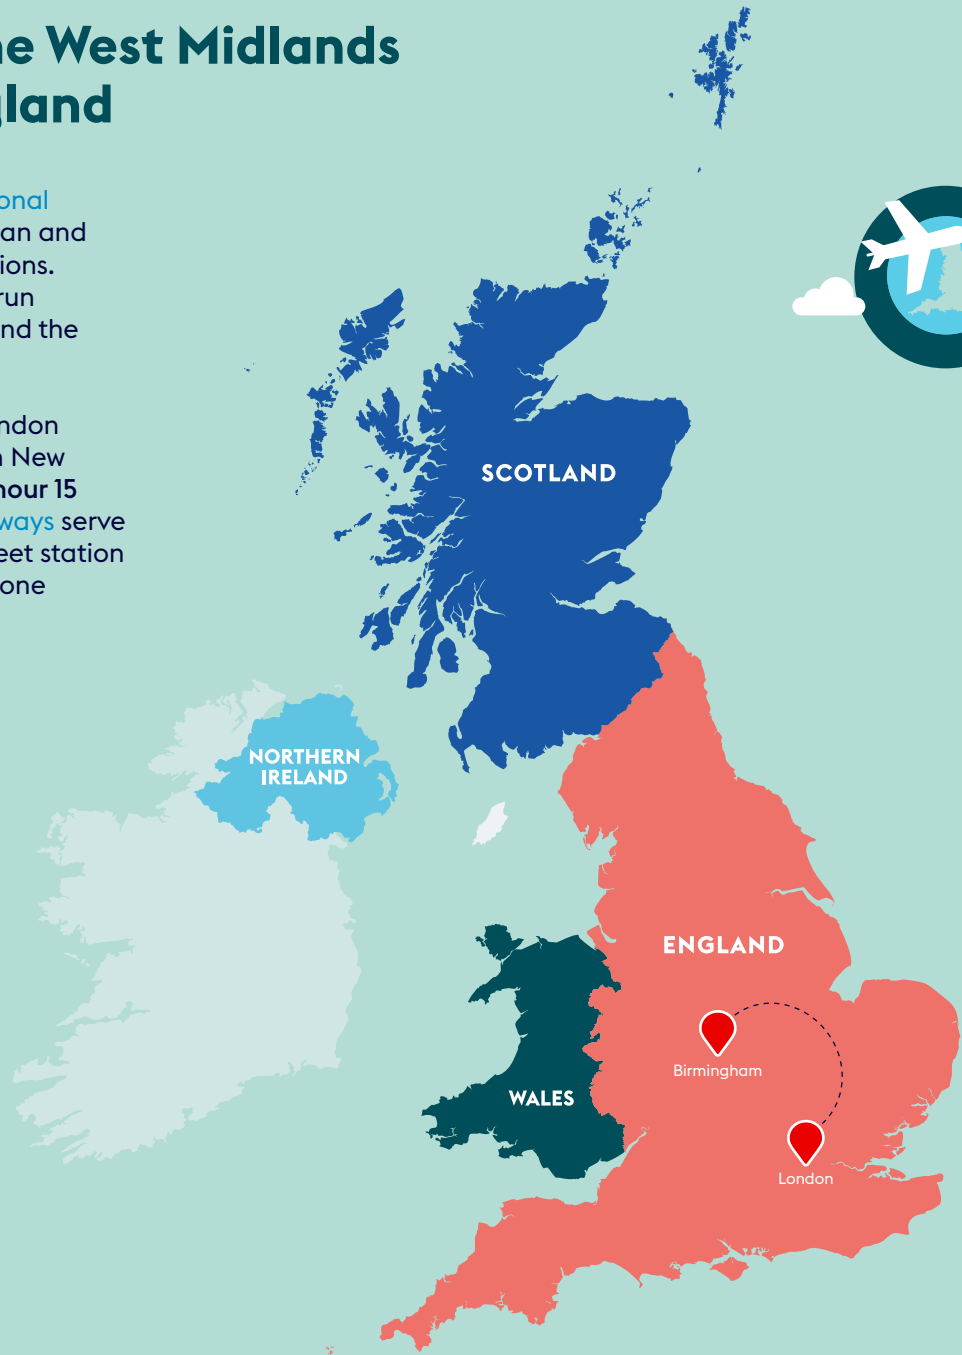 he West Midlands
gland
onal
an and
ions.
run
nd the
ndon
n New
hour 15
ways serve
eet station
one
SCOTLAND
NORTHERN
IRELAND
ENGLAND
Birmingham
WALES
London